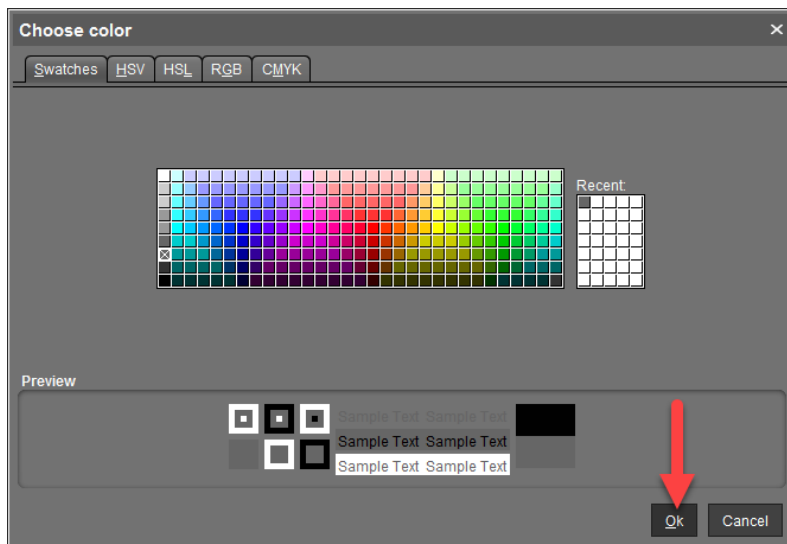 Choose color
Swatches HSV HSL RGB CMYK
Recent:
Preview
Sample Text Sample Text
Sample Text Sample Text
Sample Text Sample Text
Ok Cancel